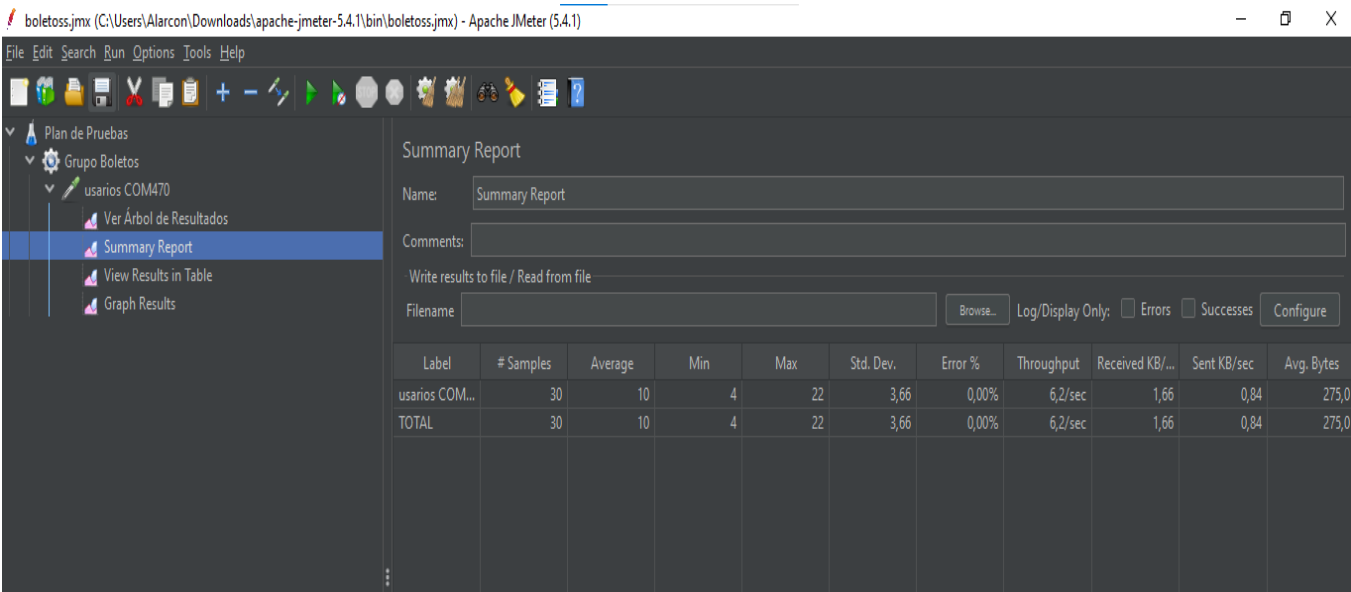 boletoss.jmx (C:\Users\Alarcon\Downloads\apache-jmeter-5.4.1\bin\boletoss.jmx) - Apache JMeter (5.4.1)
File Edit Search Run Options Tools Help
STOP
Plan de Pruebas
Grupo Boletos
usarios COM470
Ver Árbol de Resultados
Summary Report
View Results in Table
Graph Results
Summary Report
Name: Summary Report
Comments:
Write results to file / Read from file
Filename Browse... Log/Display Only: Errors Successes Configure
Label # Samples Average Min Max Std. Dev. Error % Throughput Received KB/... Sent KB/sec Avg. Bytes
usarios COM... 30 10 4 22 3,66 0,00% 6,2/sec 1,66 0,84 275,0
TOTAL 30 10 4 22 3,66 0,00% 6,2/sec 1,66 0,84 275,0